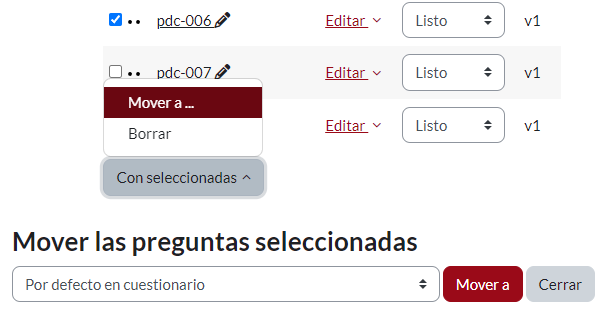 pdc-006 Editar Listo v1
pdc-007 Editar Listo v1
Mover a ...
Editar Listo v1
Borrar
Con seleccionadas
Mover las preguntas seleccionadas
Por defecto en cuestionario Mover a Cerrar